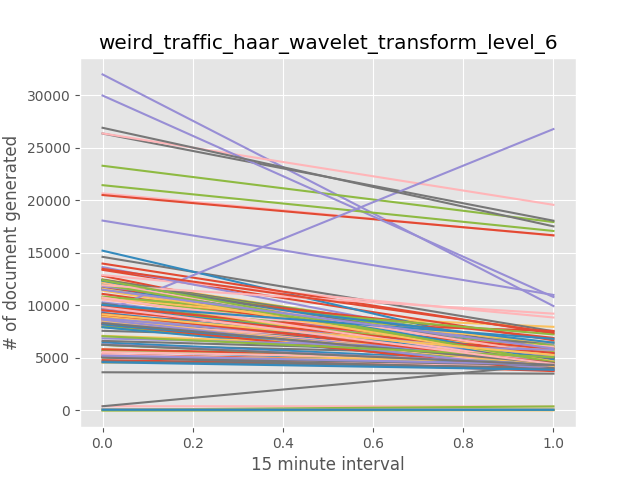 weird_traffic_haar_wavelet_transform_level_6
30000
25000
20000
15000
10000
5000
0
# of document generated
0.0 0.2 0.4 0.6 0.8 1.0
15 minute interval